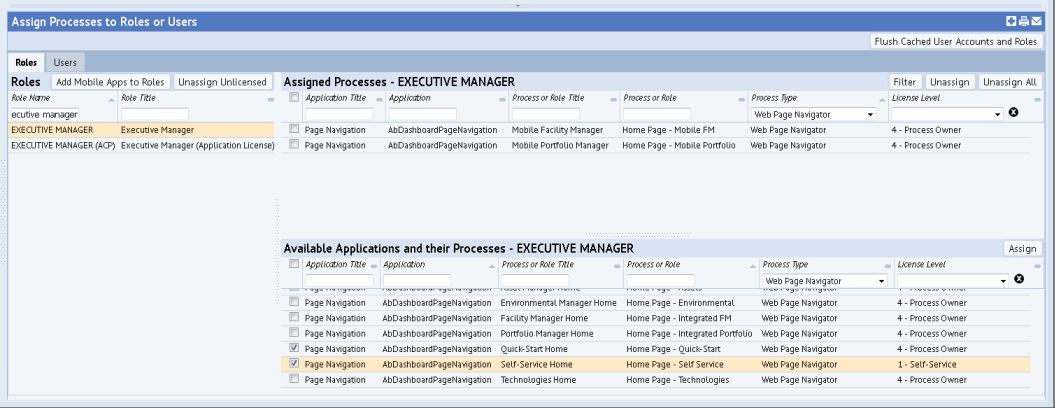 Assign Processes to Roles or Users
Flush Cached User Accounts and Roles
Roles Users
Roles Add Mobile Apps to Roles Unassign Unlicensed
Role Name Role Title
ecutive manager
EXECUTIVE MANAGER Executive Manager
EXECUTIVE MANAGER (ACP) Executive Manager (Application License)
Assigned Processes - EXECUTIVE MANAGER Filter Unassign Unassign All
Application Title Application Process or Role Title Process or Role Process Type License Level
Web Page Navigator
Page Navigation AbDashboardPageNavigation Mobile Facility Manager Home Page - Mobile FM Web Page Navigator 4 - Process Owner
Page Navigation AbDashboardPageNavigation Mobile Portfolio Manager Home Page - Mobile Portfolio Web Page Navigator 4 - Process Owner
Available Applications and their Processes - EXECUTIVE MANAGER Assign
Application Title Application Process or Role Title Process or Role Process Type License Level
Web Page Navigator
Page Navigation AbDashboardPageNavigation Environmental Manager Home Home Page - Environmental Web Page Navigator 4 - Process Owner
Page Navigation AbDashboardPageNavigation Facility Manager Home Home Page - Integrated FM Web Page Navigator 4 - Process Owner
Page Navigation AbDashboardPageNavigation Portfolio Manager Home Home Page - Integrated Portfolio Web Page Navigator 4 - Process Owner
Page Navigation AbDashboardPageNavigation Quick-Start Home Home Page - Quick-Start Web Page Navigator 4 - Process Owner
Page Navigation AbDashboardPageNavigation Self-Service Home Home Page - Self Service Web Page Navigator 1 - Self-Service
Page Navigation AbDashboardPageNavigation Technologies Home Home Page - Technologies Web Page Navigator 4 - Process Owner